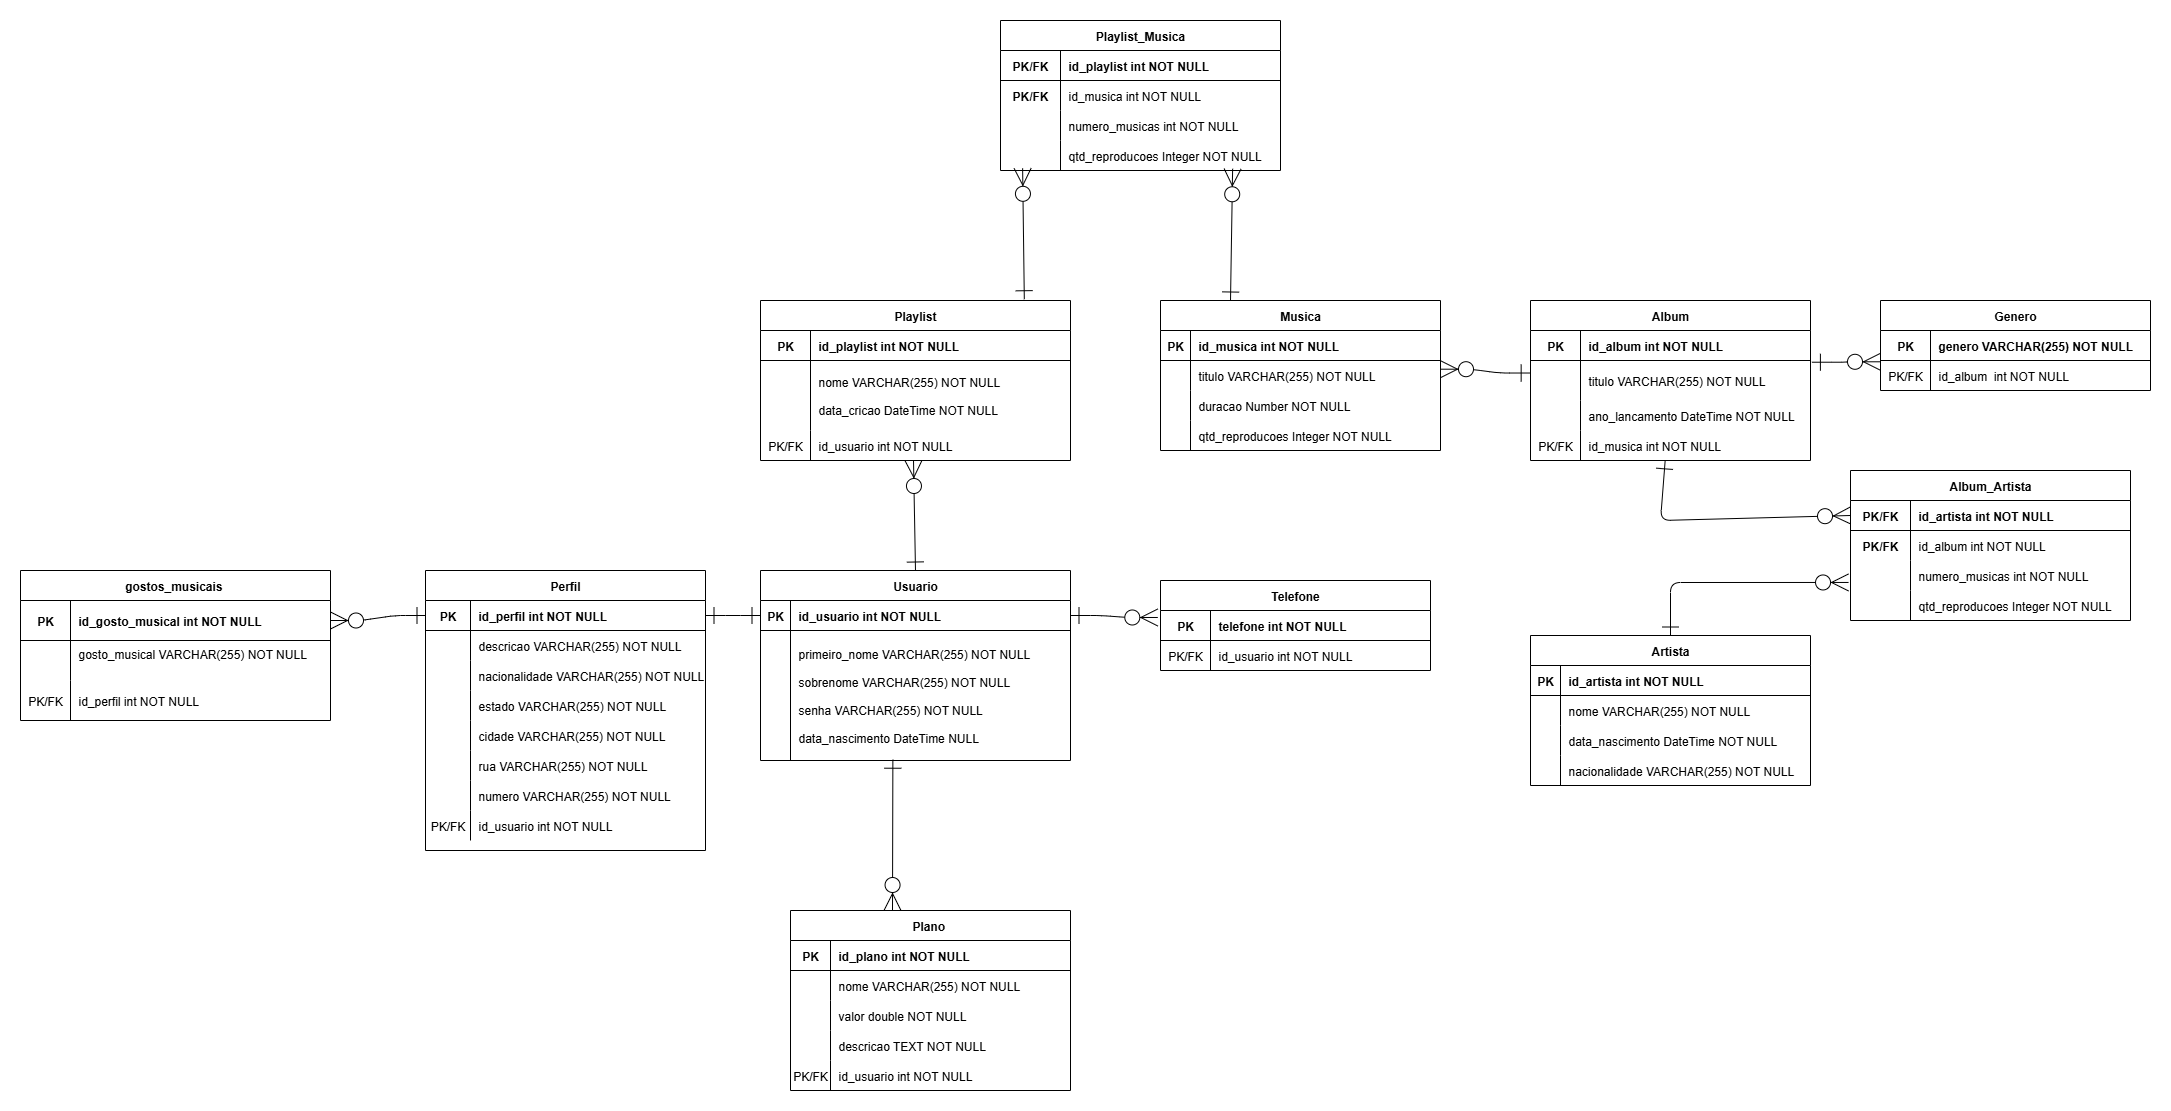 Playlist_Musica
PK/FK id_playlist int NOT NULL
PK/FK id_musica int NOT NULL
numero_musicas int NOT NULL
qtd_reproducoes Integer NOT NULL
Playlist
PK id_playlist int NOT NULL
nome VARCHAR(255) NOT NULL
data_cricao DateTime NOT NULL
PK/FK id_usuario int NOT NULL
Musica
PK id_musica int NOT NULL
titulo VARCHAR(255) NOT NULL
duracao Number NOT NULL
qtd_reproducoes Integer NOT NULL
Album
PK id_album int NOT NULL
titulo VARCHAR(255) NOT NULL
ano_lancamento DateTime NOT NULL
PK/FK id_musica int NOT NULL
Genero
PK genero VARCHAR(255) NOT NULL
PK/FK id_album int NOT NULL
Album_Artista
PK/FK id_artista int NOT NULL
PK/FK id_album int NOT NULL
numero_musicas int NOT NULL
qtd_reproducoes Integer NOT NULL
gostos_musicais
PK id_gosto_musical int NOT NULL
gosto_musical VARCHAR(255) NOT NULL
PK/FK id_perfil int NOT NULL
Perfil
PK id_perfil int NOT NULL
descricao VARCHAR(255) NOT NULL
nacionalidade VARCHAR(255) NOT NULL
estado VARCHAR(255) NOT NULL
cidade VARCHAR(255) NOT NULL
rua VARCHAR(255) NOT NULL
numero VARCHAR(255) NOT NULL
PK/FK id_usuario int NOT NULL
Usuario
PK id_usuario int NOT NULL
primeiro_nome VARCHAR(255) NOT NULL
sobrenome VARCHAR(255) NOT NULL
senha VARCHAR(255) NOT NULL
data_nascimento DateTime NULL
Telefone
PK telefone int NOT NULL
PK/FK id_usuario int NOT NULL
Artista
PK id_artista int NOT NULL
nome VARCHAR(255) NOT NULL
data_nascimento DateTime NOT NULL
nacionalidade VARCHAR(255) NOT NULL
Plano
PK id_plano int NOT NULL
nome VARCHAR(255) NOT NULL
valor double NOT NULL
descricao TEXT NOT NULL
PK/FK id_usuario int NOT NULL